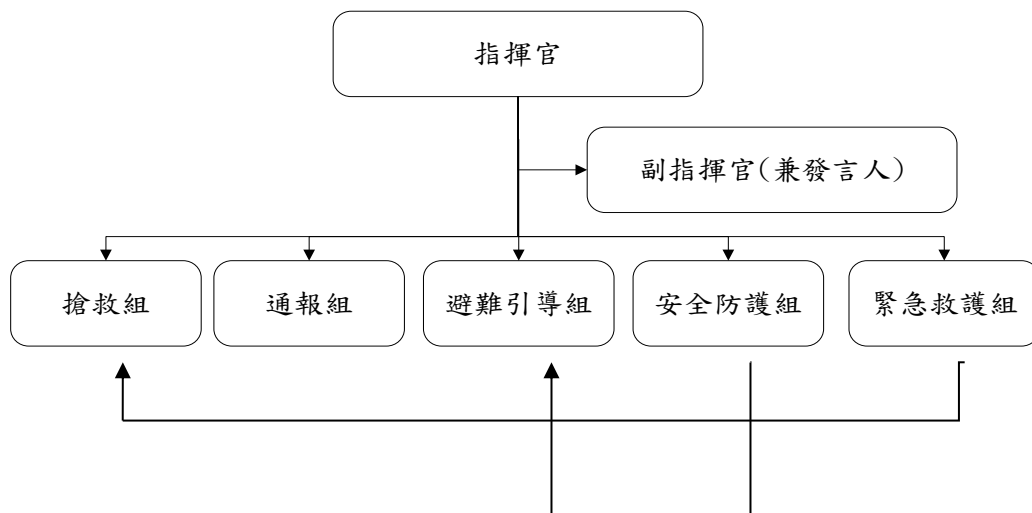 指揮官
副指揮官(兼發言人)
搶救組
通報組
避難引導組
安全防護組
緊急救護組